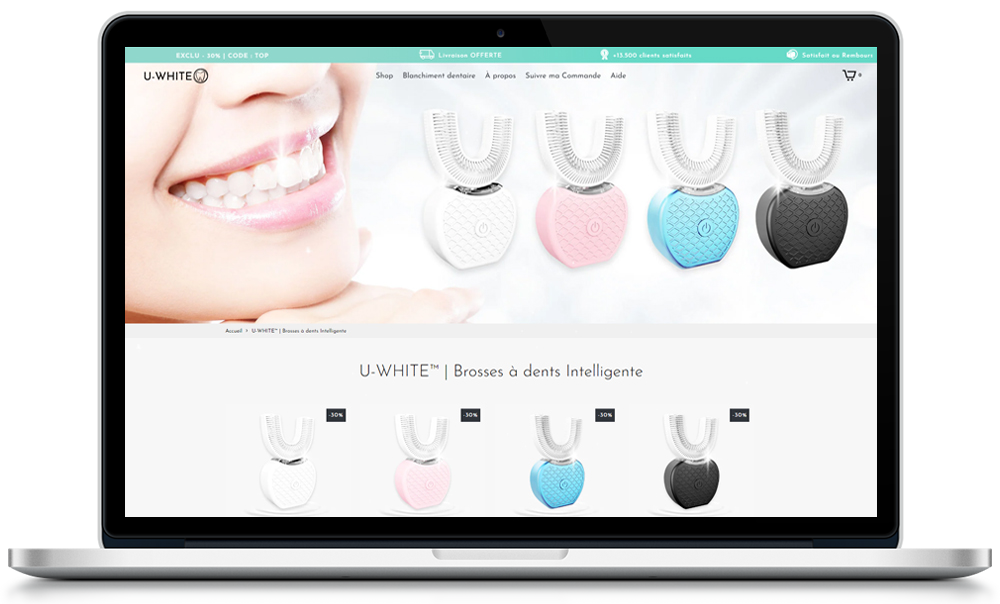 EXCLU - 30% | CODE : TOP
Livraison OFFERTE
+15.500 clients satisfaits
Satisfait ou Rembours
U-WHITE
Shop
Blanchiment dentaire
À propos
Suivre ma Commande
Aide
0
Accueil > U-WHITE™ | Brosses à dents Intelligente
U-WHITE™ | Brosses à dents Intelligente
-30%
-30%
-30%
-30%